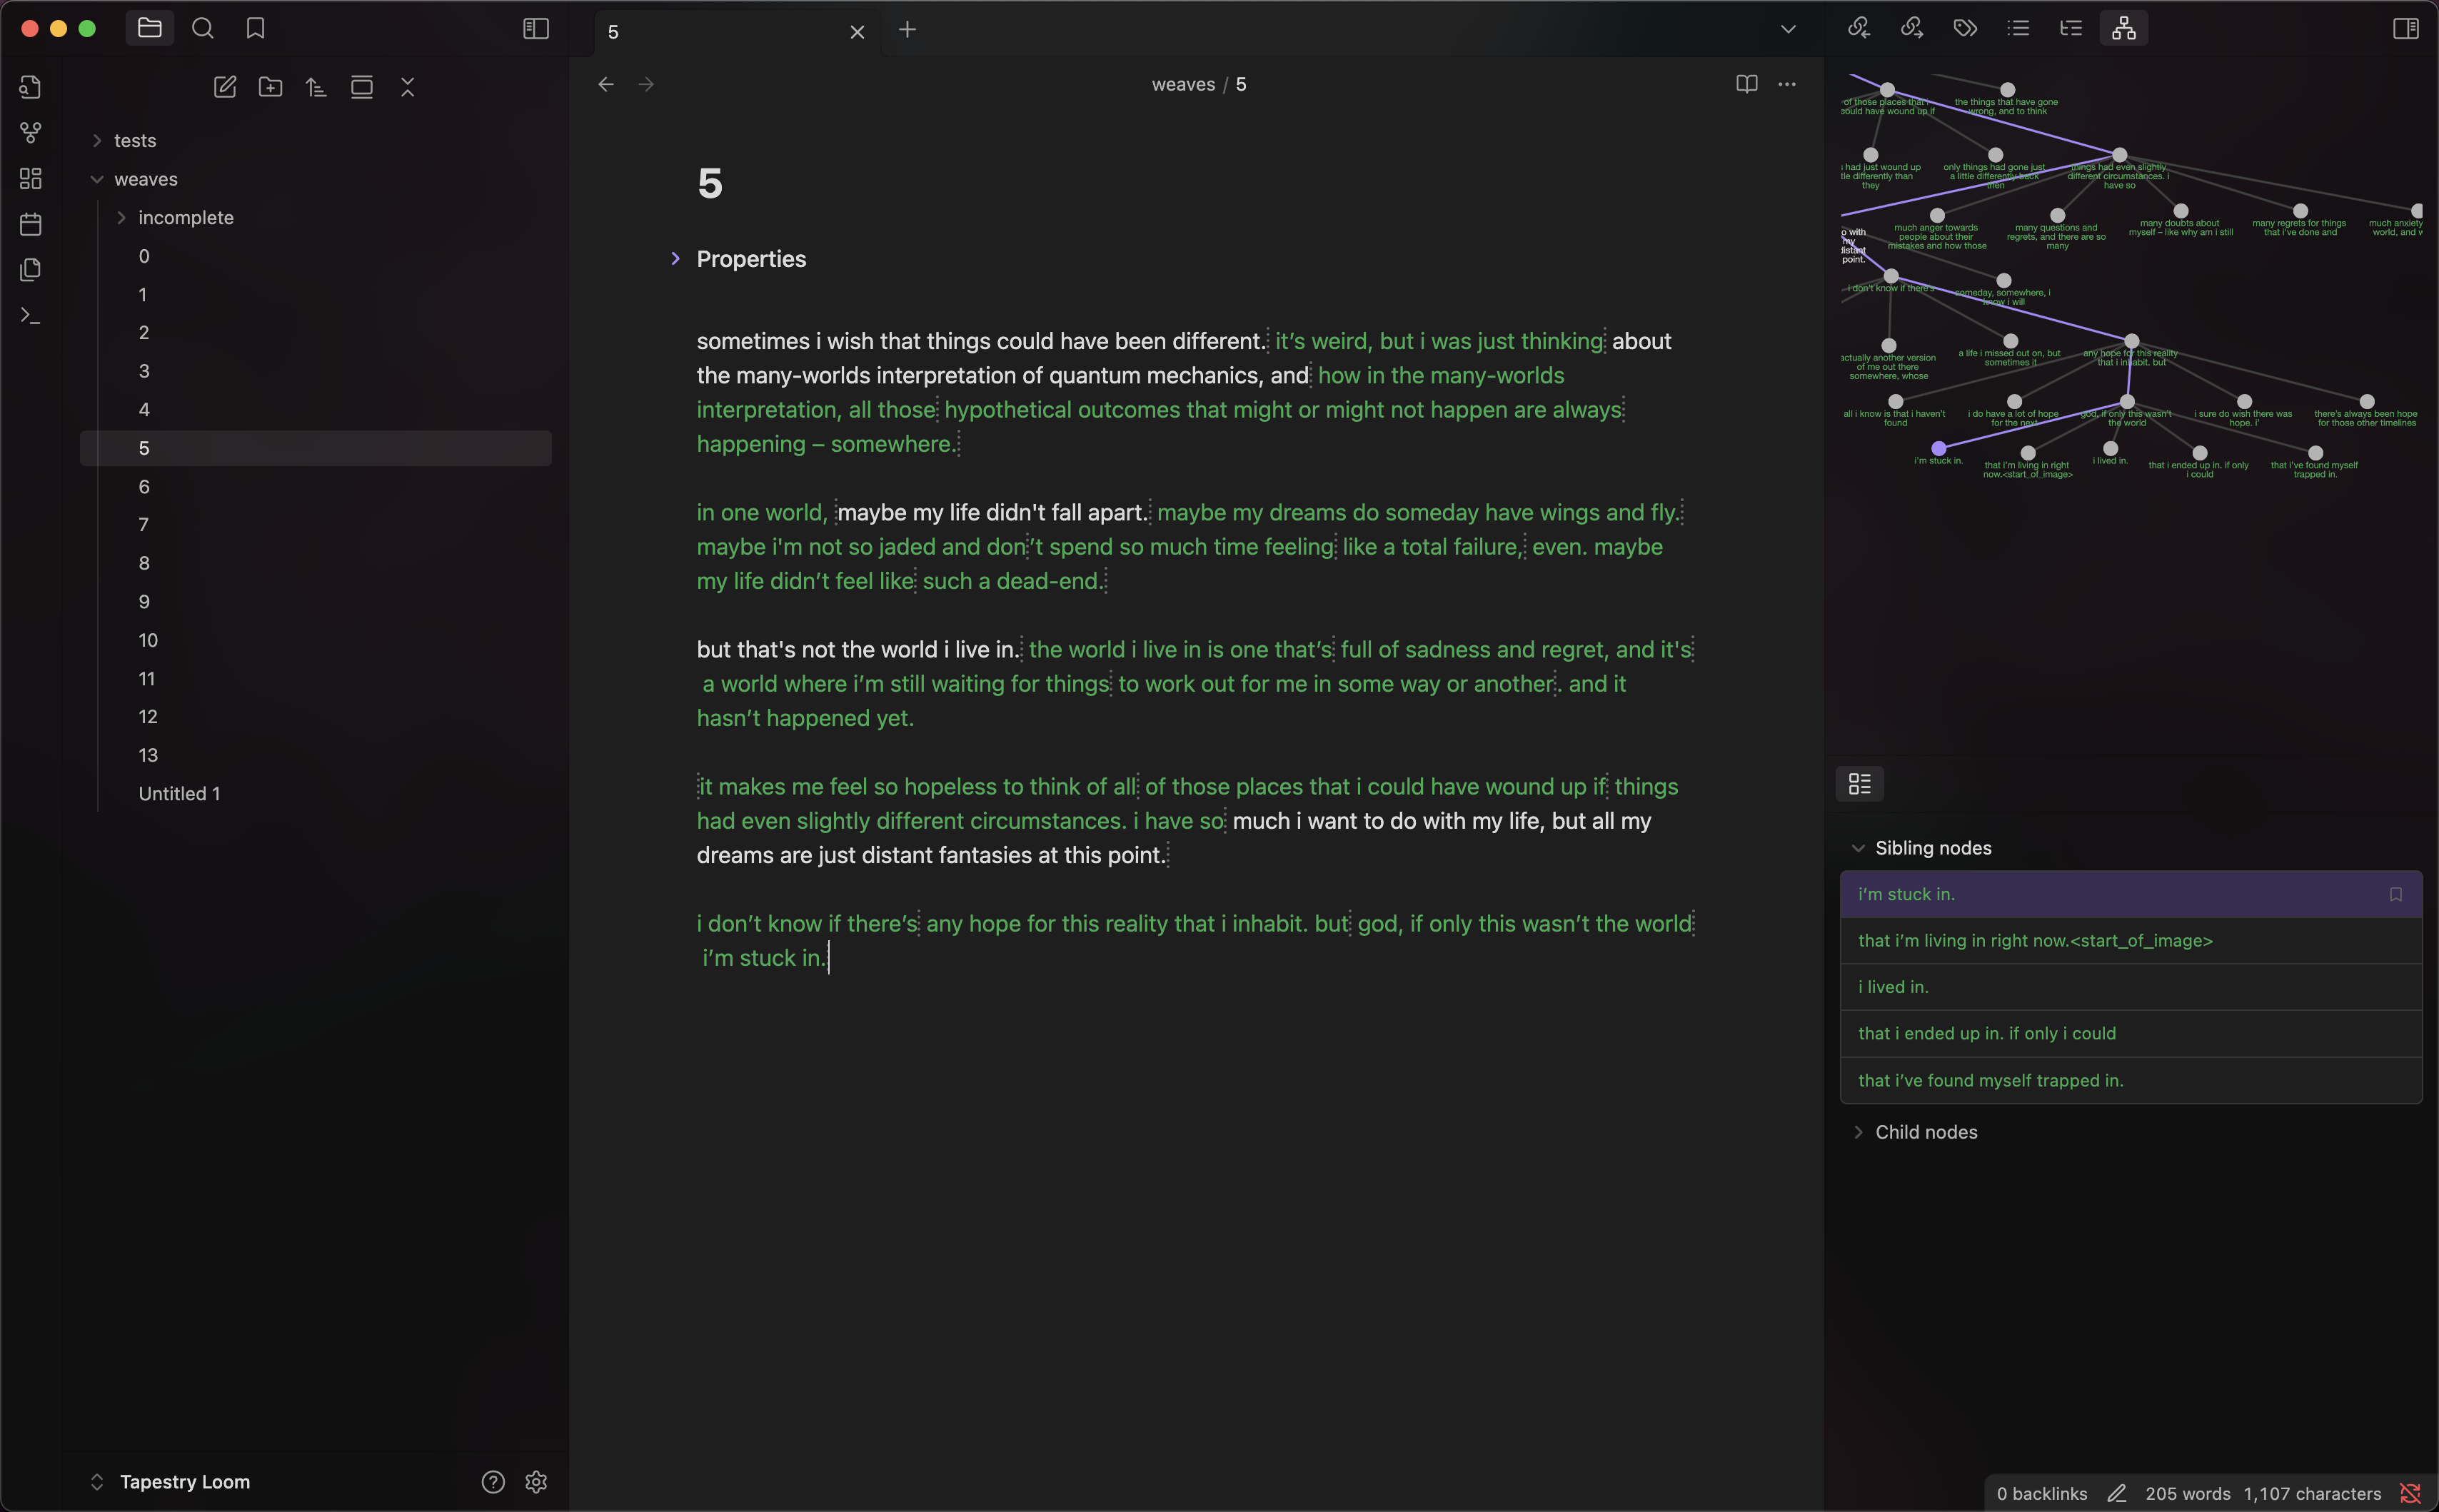 5
weaves / 5
tests
weaves
incomplete
0
1
2
3
4
5
6
7
8
9
10
11
12
13
Untitled 1
Tapestry Loom
5
Properties
sometimes i wish that things could have been different. it’s weird, but i was just thinking about
the many-worlds interpretation of quantum mechanics, and how in the many-worlds
interpretation, all those hypothetical outcomes that might or might not happen are always
happening – somewhere.
in one world, maybe my life didn't fall apart. maybe my dreams do someday have wings and fly.
maybe i'm not so jaded and don’t spend so much time feeling like a total failure, even. maybe
my life didn’t feel like such a dead-end.
but that's not the world i live in. the world i live in is one that’s full of sadness and regret, and it's
a world where i’m still waiting for things to work out for me in some way or another. and it
hasn’t happened yet.
it makes me feel so hopeless to think of all of those places that i could have wound up if things
had even slightly different circumstances. i have so much i want to do with my life, but all my
dreams are just distant fantasies at this point.
i don’t know if there’s any hope for this reality that i inhabit. but god, if only this wasn’t the world
i’m stuck in.
of those places that i
could have wound up if
the things that have gone
wrong, and to think
had just wound up
differently than
they
only things had gone just
a little differently back
then
things had even slightly
different circumstances. i
have so
much anger towards
people about their
mistakes and how those
many questions and
regrets, and there are so
many
many doubts about
myself – like why am i still
many regrets for things
that i’ve done and
much anxiety
world, and
with
my
distant
point.
i don’t know if there’s
someday, somewhere, i
know i will
actually another version
of me out there
somewhere, whose
a life i missed out on, but
sometimes it
any hope for this reality
that i inhabit. but
all i know is that i haven’t
found
i do have a lot of hope
for the next
god, if only this wasn’t
the world
i sure do wish there was
hope. i’
there’s always been hope
for those other timelines
i’m stuck in.
that i’m living in right
now.<start_of_image>
i lived in.
that i ended up in. if only
i could
that i’ve found myself
trapped in.
Sibling nodes
i’m stuck in.
that i’m living in right now.<start_of_image>
i lived in.
that i ended up in. if only i could
that i’ve found myself trapped in.
Child nodes
0 backlinks 205 words 1,107 characters